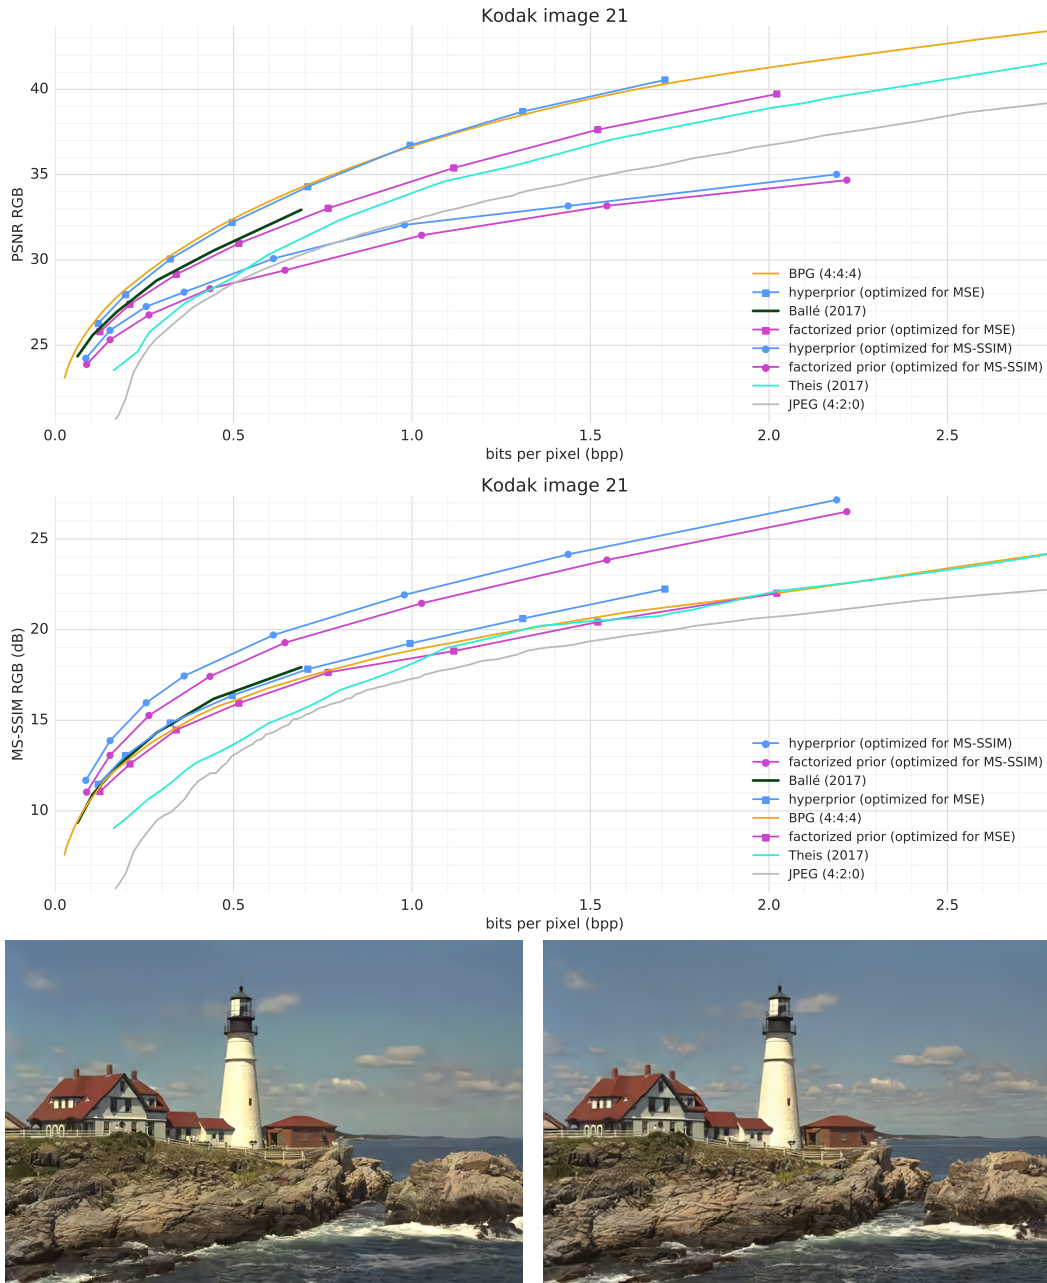 Kodak image 21
PSNR RGB
40
35
30
25
BPG (4:4:4)
hyperprior (optimized for MSE)
Ballé (2017)
factorized prior (optimized for MSE)
hyperprior (optimized for MS-SSIM)
factorized prior (optimized for MS-SSIM)
Theis (2017)
JPEG (4:2:0)
0.0 0.5 1.0 1.5 2.0 2.5
bits per pixel (bpp)
Kodak image 21
MS-SSIM RGB (dB)
25
20
15
10
hyperprior (optimized for MS-SSIM)
factorized prior (optimized for MS-SSIM)
Ballé (2017)
hyperprior (optimized for MSE)
BPG (4:4:4)
factorized prior (optimized for MSE)
Theis (2017)
JPEG (4:2:0)
0.0 0.5 1.0 1.5 2.0 2.5
bits per pixel (bpp)